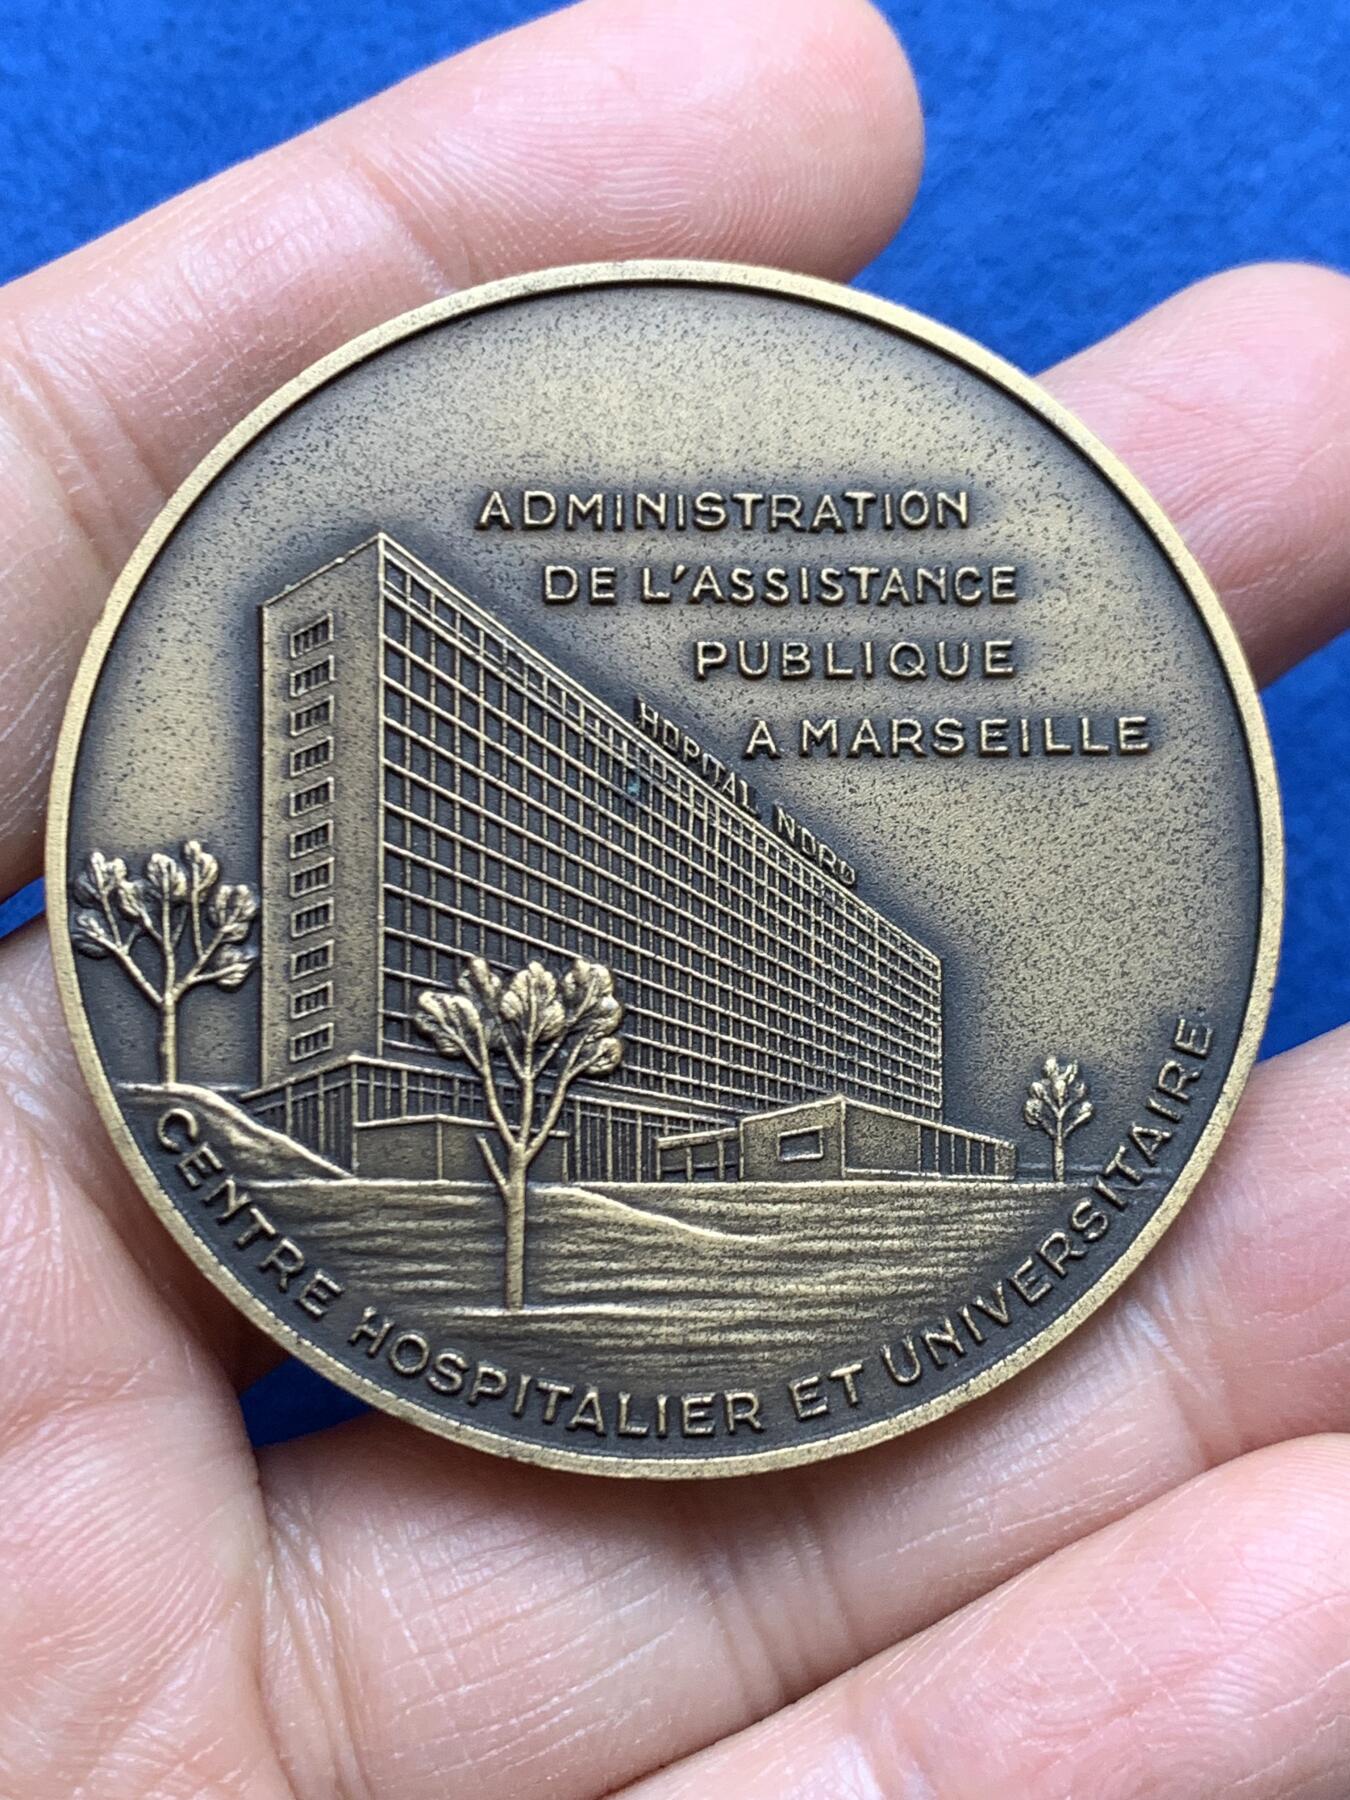 ADMINISTRATION
DE L'ASSISTANCE
PUBLIQUE
A MARSEILLE
HOPITAL NORD
CENTRE HOSPITALIER ET UNIVERSITAIRE